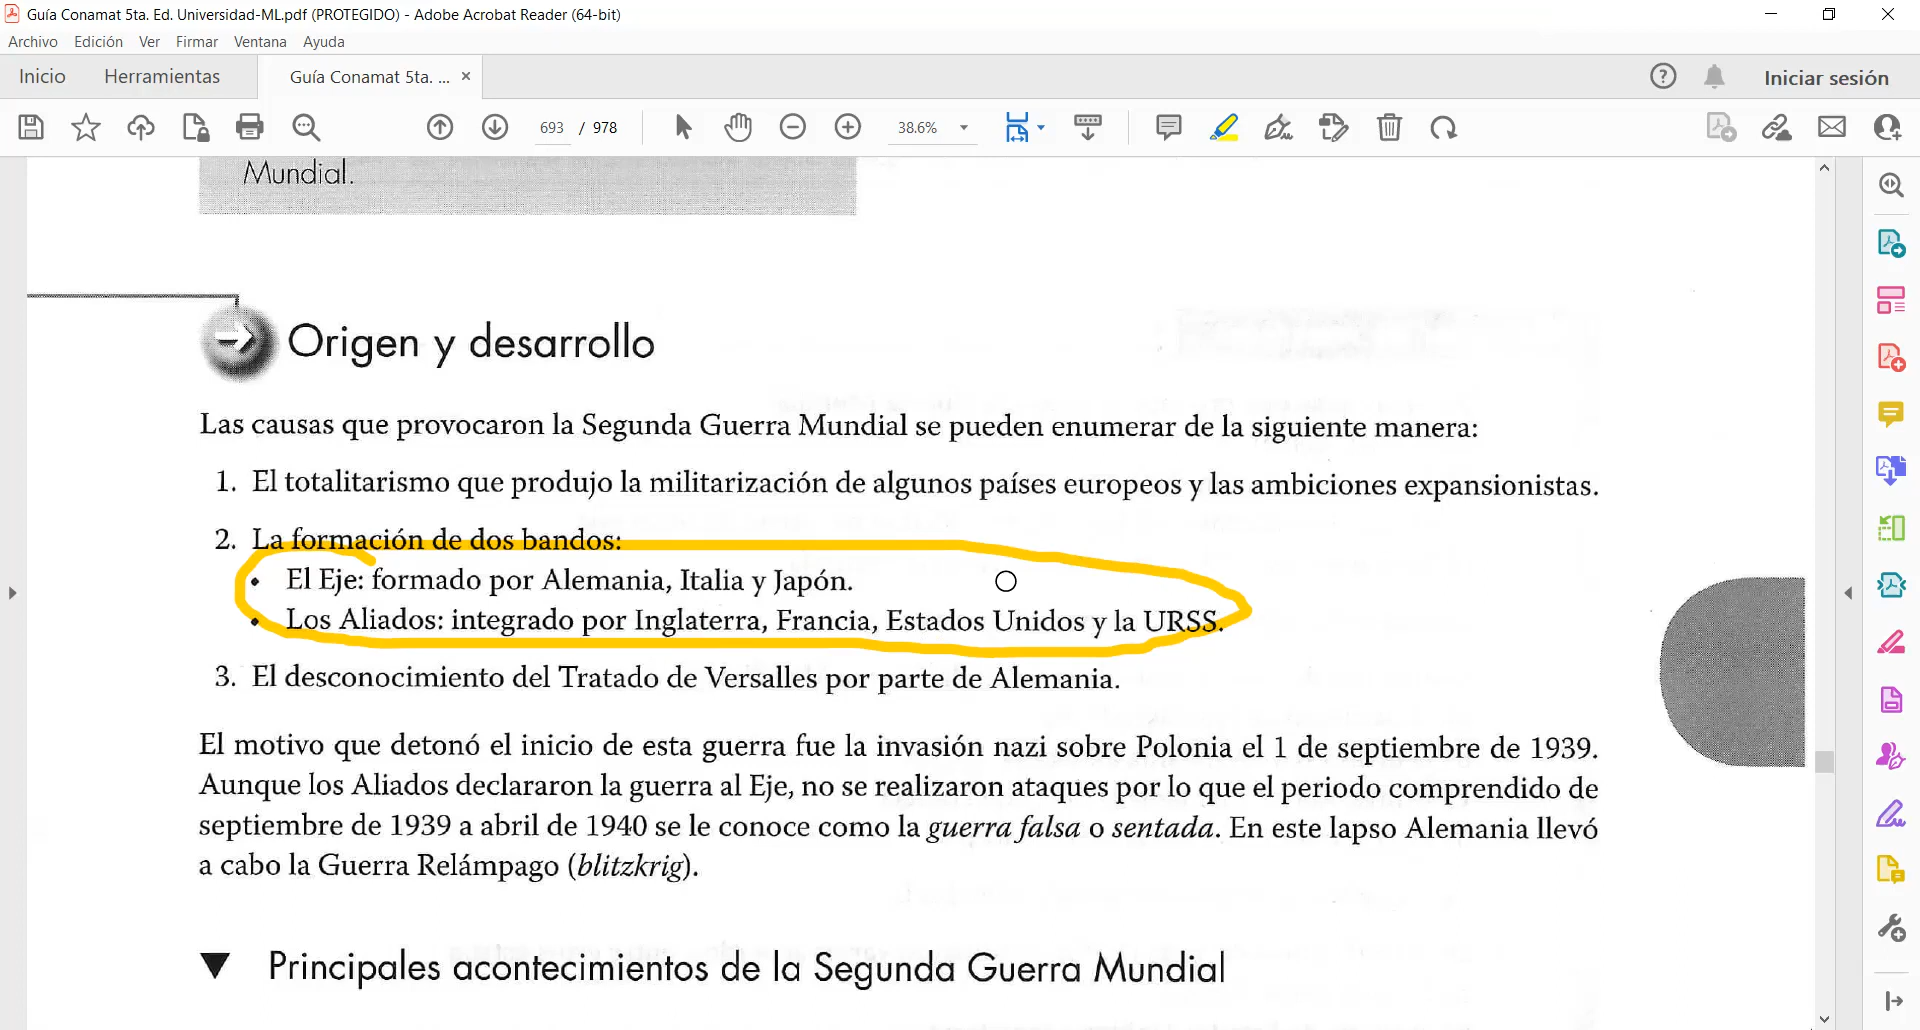 Guía Conamat 5ta. Ed. Universidad-ML.pdf (PROTEGIDO) - Adobe Acrobat Reader (64-bit)
Archivo Edición Ver Firmar Ventana Ayuda
Inicio Herramientas Guía Conamat 5ta. ... × Iniciar sesión
693 / 978 38.6%
Mundial.
Origen y desarrollo
Las causas que provocaron la Segunda Guerra Mundial se pueden enumerar de la siguiente manera:
1. El totalitarismo que produjo la militarización de algunos países europeos y las ambiciones expansionistas.
2. La formación de dos bandos:
• El Eje: formado por Alemania, Italia y Japón.
• Los Aliados: integrado por Inglaterra, Francia, Estados Unidos y la URSS.
3. El desconocimiento del Tratado de Versalles por parte de Alemania.
El motivo que detonó el inicio de esta guerra fue la invasión nazi sobre Polonia el 1 de septiembre de 1939.
Aunque los Aliados declararon la guerra al Eje, no se realizaron ataques por lo que el periodo comprendido de
septiembre de 1939 a abril de 1940 se le conoce como la guerra falsa o sentada. En este lapso Alemania llevó
a cabo la Guerra Relámpago (blitzkrig).
▼ Principales acontecimientos de la Segunda Guerra Mundial